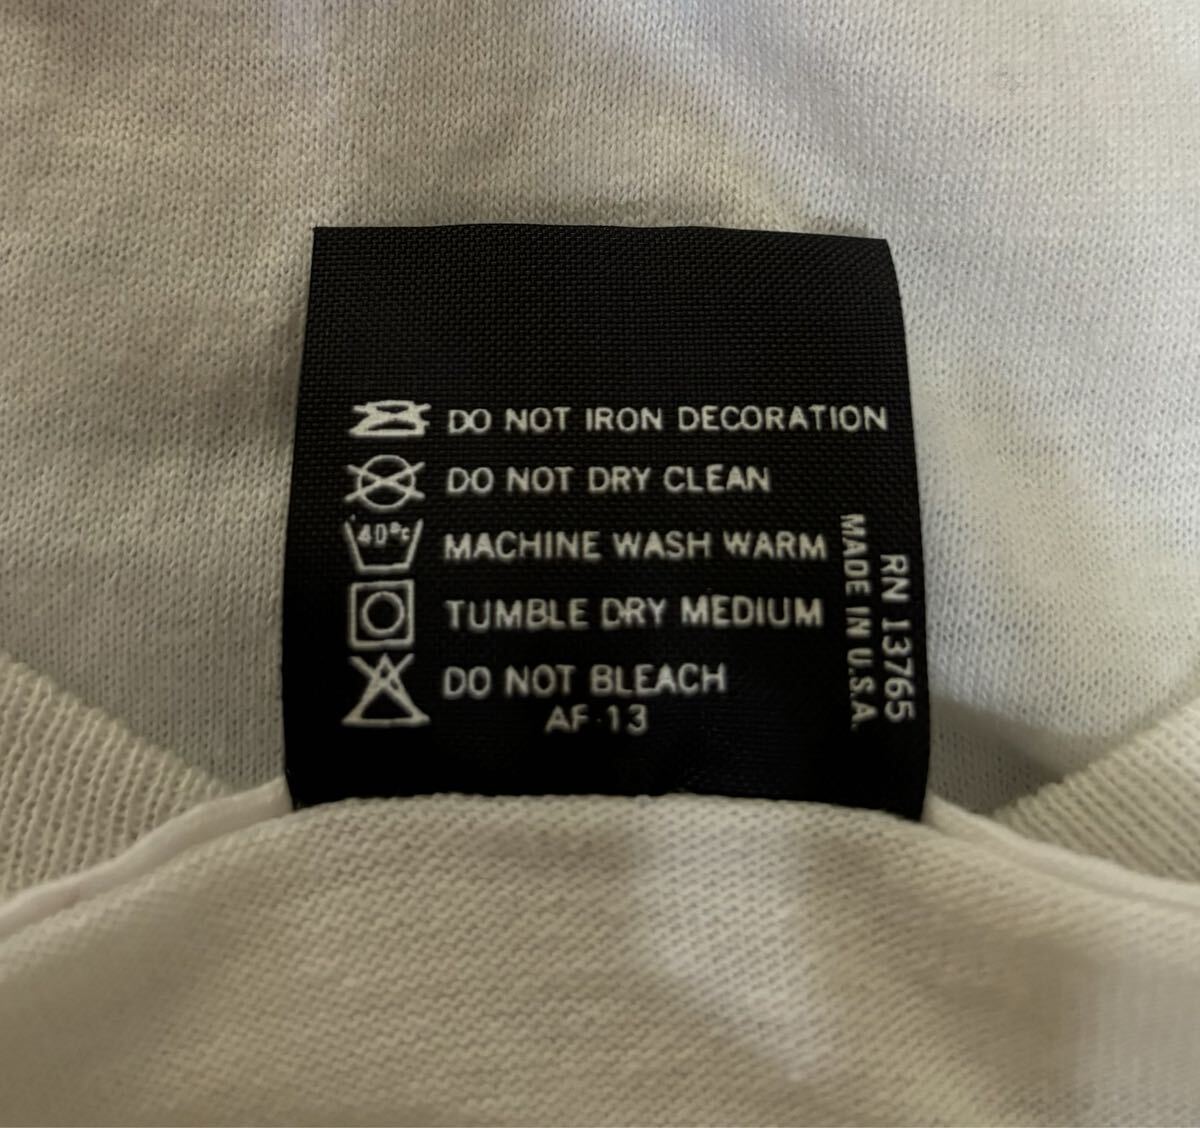 DO NOT IRON DECORATION
DO NOT DRY CLEAN
40°C MACHINE WASH WARM
TUMBLE DRY MEDIUM
DO NOT BLEACH
AF-13
RN 13765
MADE IN U.S.A.